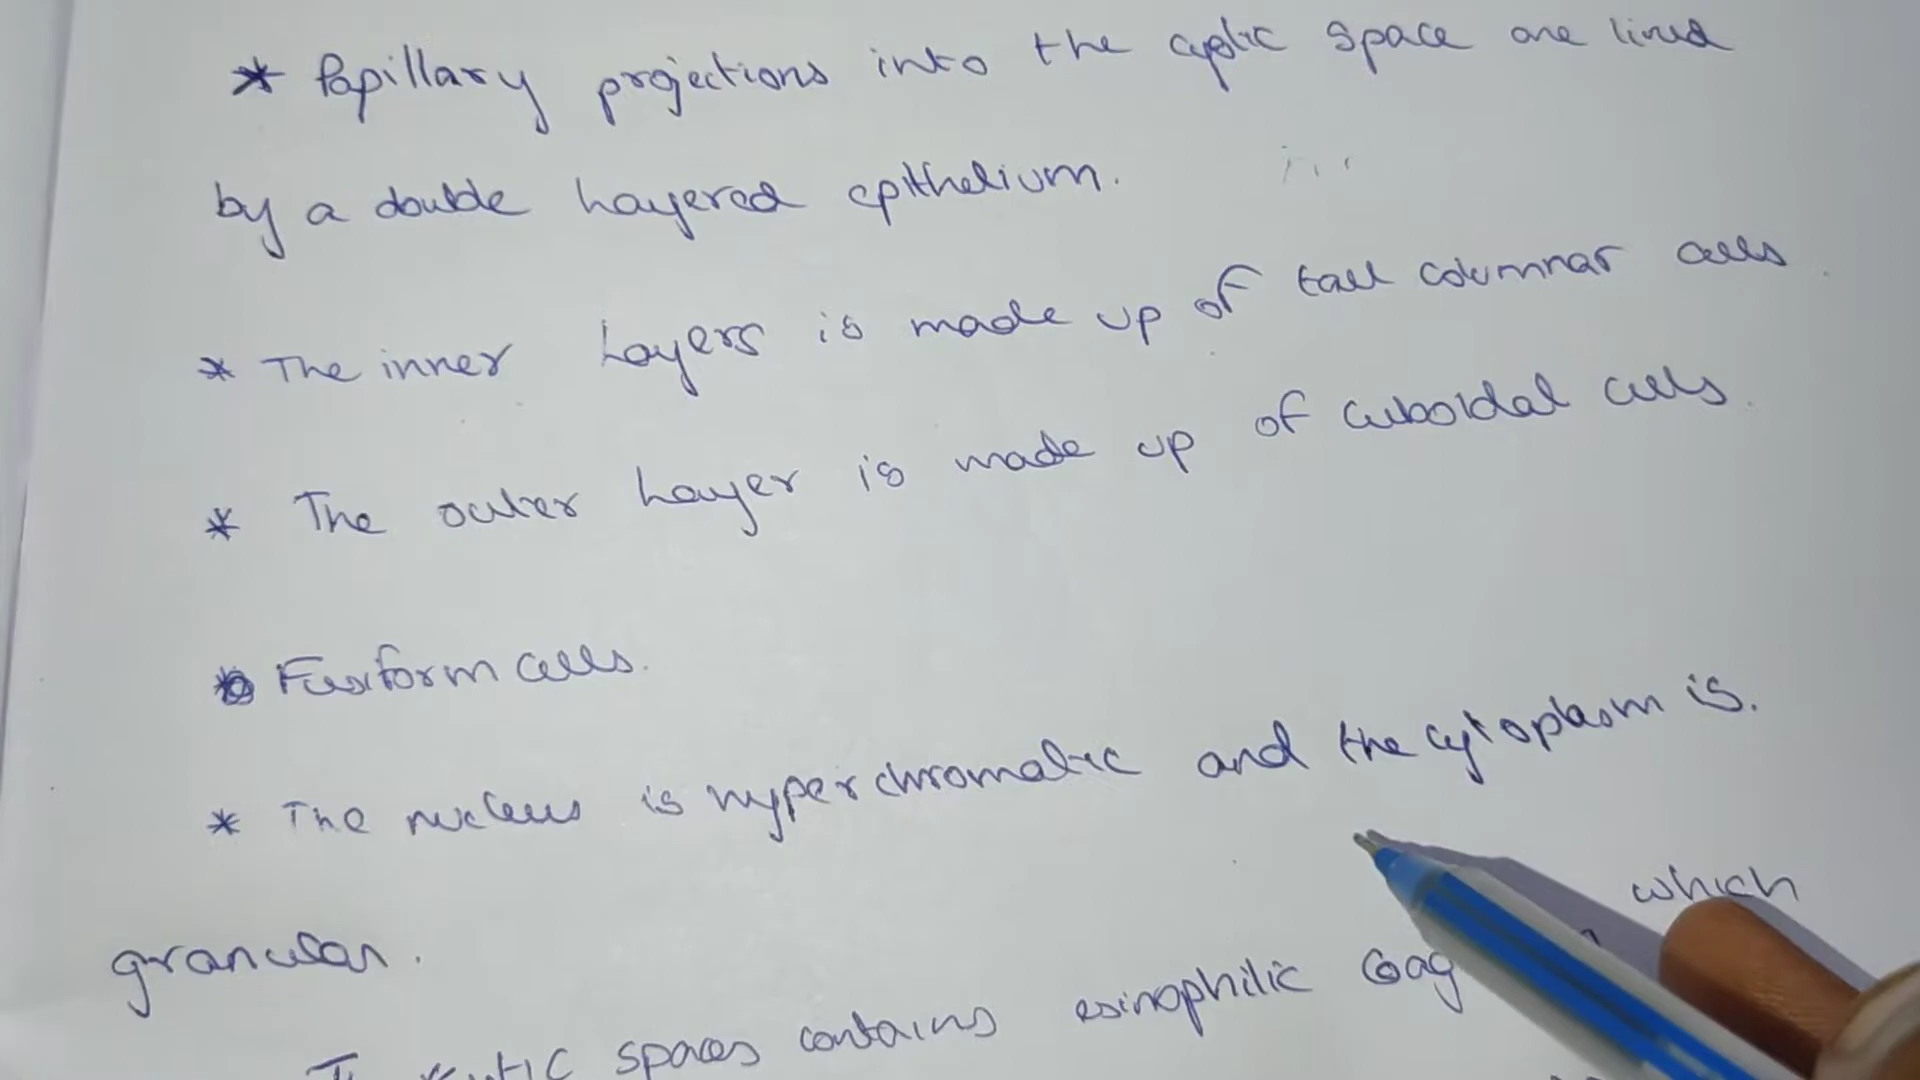 * Papillary projections into the cystic space are lined
by a double layered epithelium.
* The inner Layers is made up of tall columnar cells
* The outer Layer is made up of cuboidal cells.
* Fusiform cells.
* The nucleus is hyperchromatic and the cytoplasm is.
which
granular.
spaces contains esinophilic